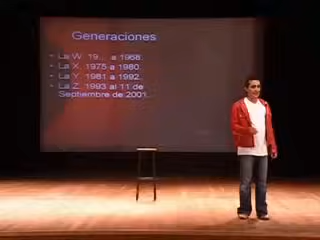 Generaciones
• La W. 19... a 1968.
• La X. 1975 a 1980.
• La Y. 1981 a 1992.
• La Z. 1993 al 11 de
Septiembre de 2001.